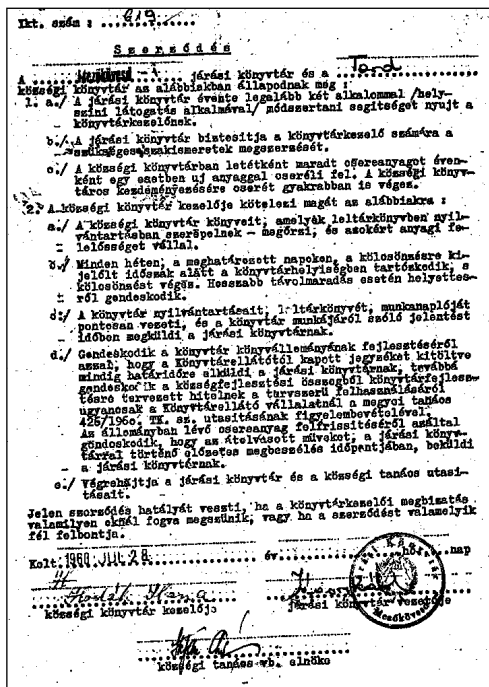 Ikt. szám : 619
Szerződés
A Mezőkövesd -i járási könyvtár és a Tard
községi könyvtár az alábbiakban állapodnak meg :
1. a./ A járási könyvtár évente legalább két alkalommal /hely-
színi látogatás alkalmával/ módszertani segítséget nyujt a
könyvtárkezelőnek.
b./ A járási könyvtár biztosítja a könyvtárkezelő számára a
szükséges szakismeretek megszerzését.
c./ A községi könyvtárban letétként maradt csereanyagot éven-
ként egy esetben uj anyaggal cseréli fel. A községi könyv-
táros kezdeményezésére cserét gyakrabban is végez.
2. A községi könyvtár kezelője kötelezi magát az alábbiakra :
a./ A községi könyvtár könyveit, amelyek leltárkönyvben nyil-
vántartásban szerepelnek - megőrzi, és azokért anyagi fe-
lelősséget vállal.
Minden héten, a meghatározott napokon, a kölcsönzésre ki-
jelölt időszak alatt a könyvtárhelyiségben tartózkodik, s
kölcsönzést végez. Hosszabb távolmaradás esetén helyettes-
ről gondoskodik.
A könyvtár nyilvántartásait, leltárkönyvét, munkanaplóját
pontosan vezeti, és a könyvtár munkájáról szóló jelentést
időben megküldi a járási könyvtárnak.
d./ Gondoskodik a könyvtár könyvállományának fejlesztéséről
azzal, hogy a Könyvtárellátótól kapott jegyzéket kitöltve
mindig határidőre elküldi a járási könyvtárnak, továbbá
gondoskodik a községfejlesztési összegből könyvtárfejlesz-
tésre tervezett hitelnek a tervszerű felhasználásáról
ugyancsak a Könyvtárellátó vállalatnál a megyei tanács
426/1960. TK. sz. utasításának figyelembevételével.
Az állományban lévő csereanyag felfrissítéséről azáltal
gondoskodik, hogy az átolvasott műveket, a járási könyv-
tárral történő előzetes megbeszélés időpontjában, beküldi
a járási könyvtárnak.
e./ Végrehajtja a járási könyvtár és a községi tanács utasi-
tásait.
Jelen szerződés hatályát veszti, ha a könyvtárkezelői megbizatás
valamilyen oknál fogva megszünik, vagy ha a szerződést valamelyik
fél felbontja.
Kolt. 1960 JUL 28. év hó nap
községi könyvtár kezelője járási könyvtár vezetője
községi tanács vb. elnöke